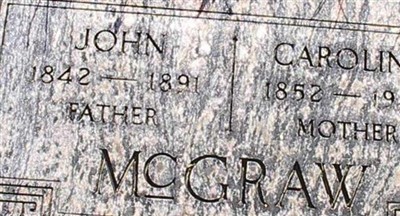 JOHN
1842 — 1891
FATHER
CAROLIN
1852 — 19
MOTHER
McGRAW